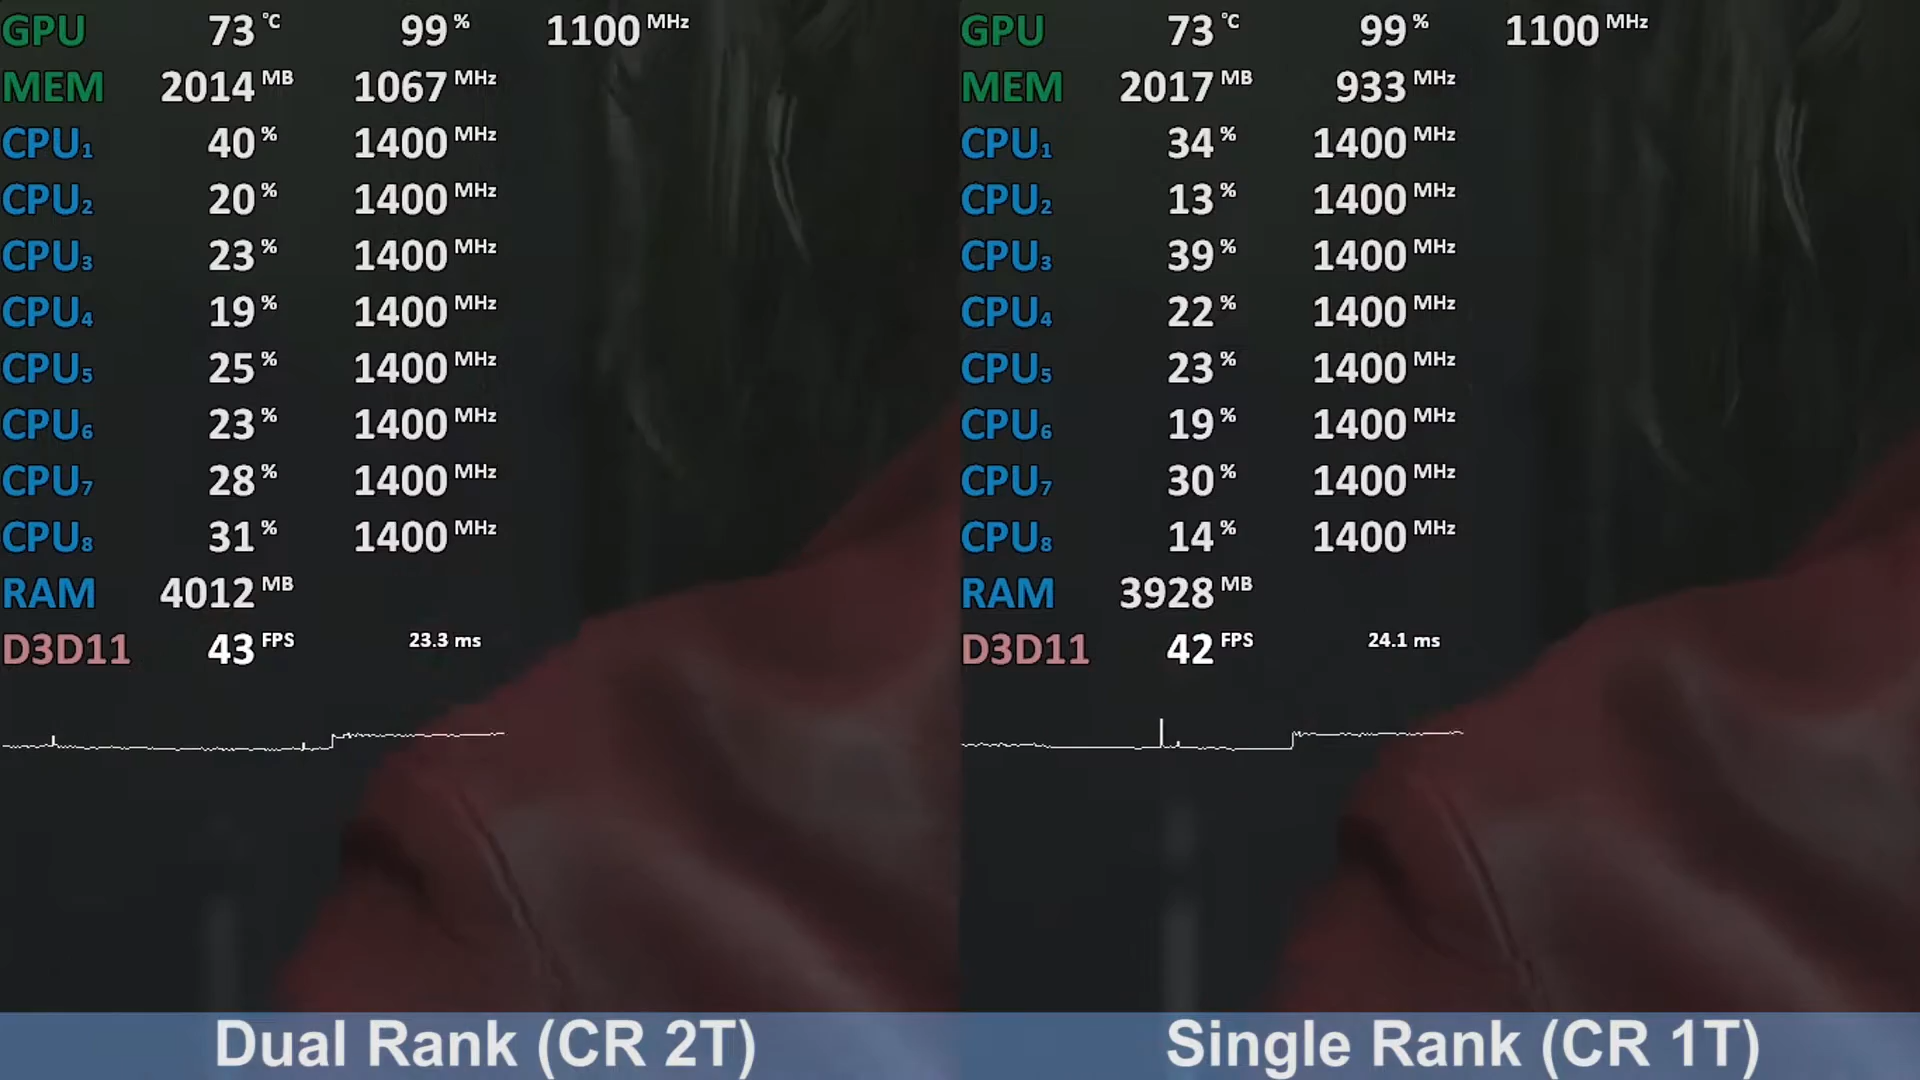 GPU 73 °C 99 % 1100 MHz
MEM 2014 MB 1067 MHz
CPU1 40 % 1400 MHz
CPU2 20 % 1400 MHz
CPU3 23 % 1400 MHz
CPU4 19 % 1400 MHz
CPU5 25 % 1400 MHz
CPU6 23 % 1400 MHz
CPU7 28 % 1400 MHz
CPU8 31 % 1400 MHz
RAM 4012 MB
D3D11 43 FPS 23.3 ms
Dual Rank (CR 2T)
GPU 73 °C 99 % 1100 MHz
MEM 2017 MB 933 MHz
CPU1 34 % 1400 MHz
CPU2 13 % 1400 MHz
CPU3 39 % 1400 MHz
CPU4 22 % 1400 MHz
CPU5 23 % 1400 MHz
CPU6 19 % 1400 MHz
CPU7 30 % 1400 MHz
CPU8 14 % 1400 MHz
RAM 3928 MB
D3D11 42 FPS 24.1 ms
Single Rank (CR 1T)